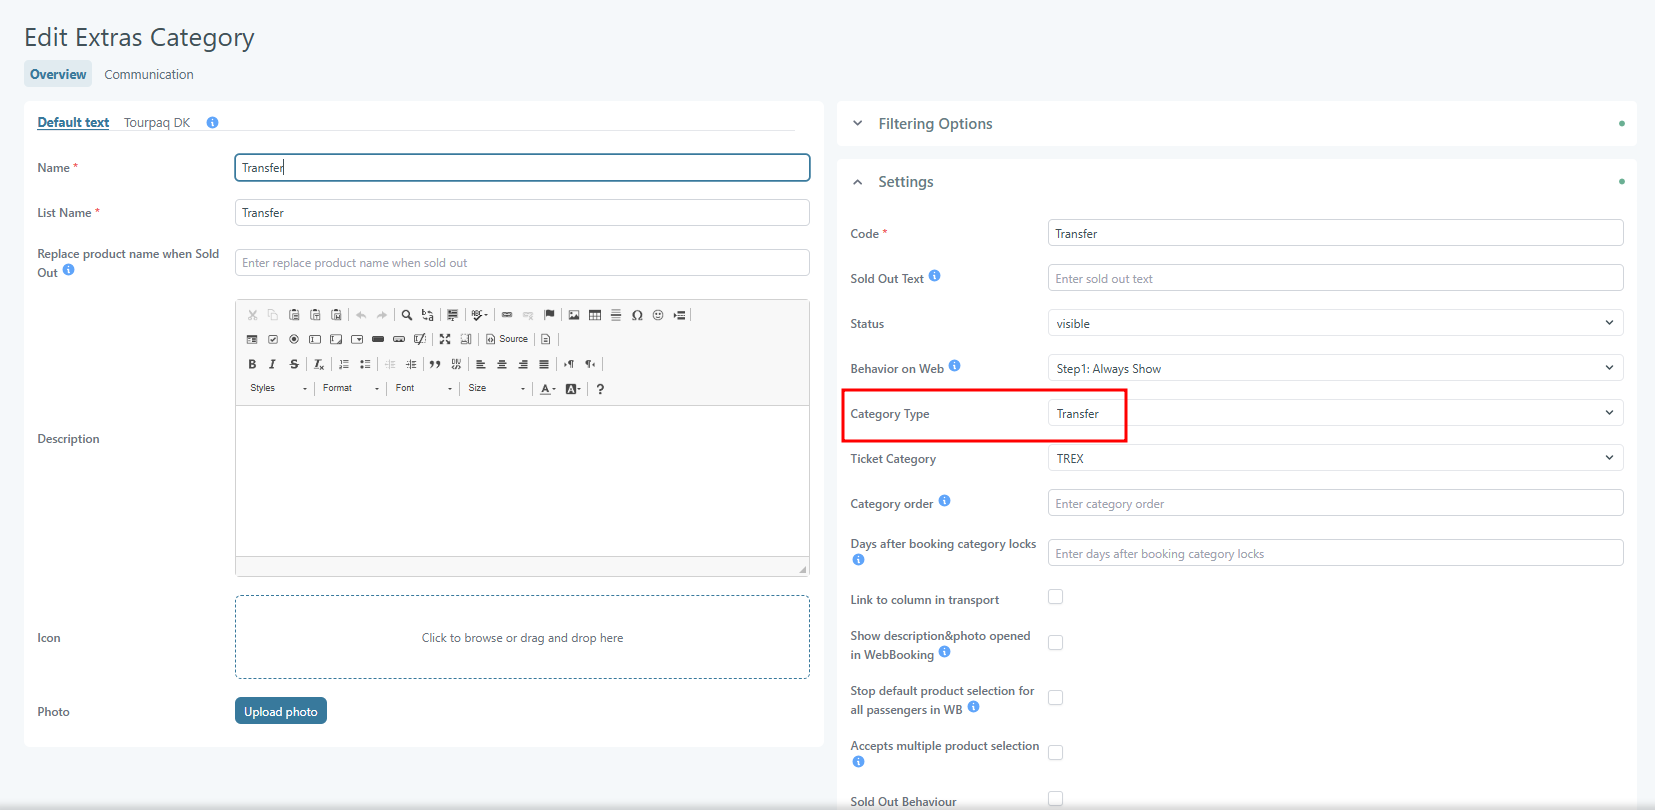 Edit Extras Category
Overview Communication
Default text Tourpaq DK
Name *
Transfer
List Name *
Transfer
Replace product name when Sold
Out
Enter replace product name when sold out
Source
Styles Format Font Size
Description
Icon
Click to browse or drag and drop here
Photo
Upload photo
Filtering Options
Settings
Code *
Transfer
Sold Out Text
Enter sold out text
Status
visible
Behavior on Web
Step1: Always Show
Category Type
Transfer
Ticket Category
TREX
Category order
Enter category order
Days after booking category locks
Enter days after booking category locks
Link to column in transport
Show description&photo opened
in WebBooking
Stop default product selection for
all passengers in WB
Accepts multiple product selection
Sold Out Behaviour